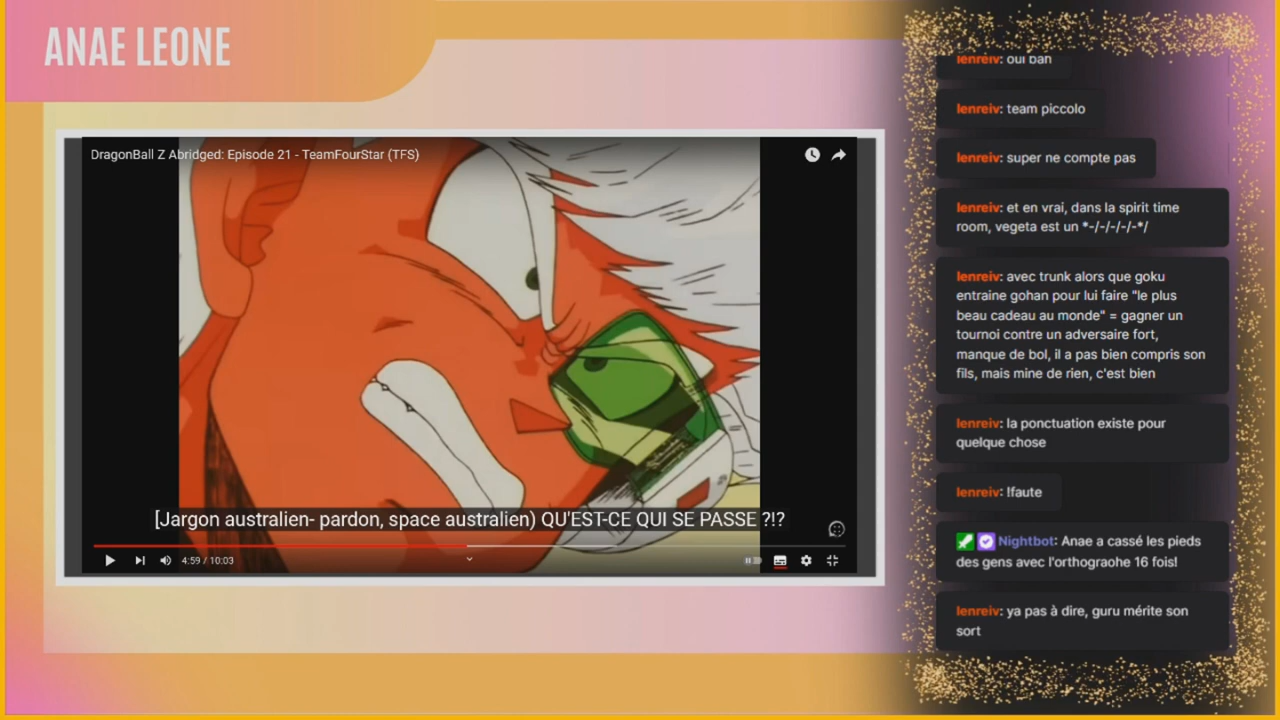 ANAE LEONE
DragonBall Z Abridged: Episode 21 - TeamFourStar (TFS)
[Jargon australien- pardon, space australien) QU'EST-CE QUI SE PASSE ?!?
4:59 / 10:03
lenreiv: oui ban
lenreiv: team piccolo
lenreiv: super ne compte pas
lenreiv: et en vrai, dans la spirit time
room, vegeta est un *-/-/-/-/-*/
lenreiv: avec trunk alors que goku
entraine gohan pour lui faire "le plus
beau cadeau au monde" = gagner un
tournoi contre un adversaire fort,
manque de bol, il a pas bien compris son
fils, mais mine de rien, c'est bien
lenreiv: la ponctuation existe pour
quelque chose
lenreiv: !faute
Nightbot: Anae a cassé les pieds
des gens avec l'orthograohe 16 fois!
lenreiv: ya pas à dire, guru mérite son
sort